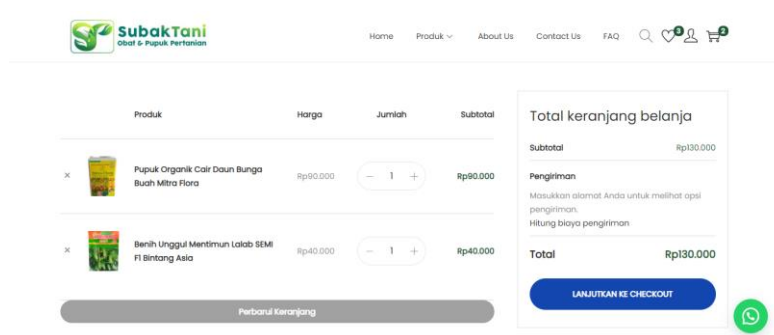 SubakTani
Obat & Pupuk Pertanian
Home Produk About Us Contact Us FAQ 2
Produk Harga Jumlah Subtotal
× Pupuk Organik Cair Daun Bunga
Buah Mitra Flora
Rp90.000 − 1 + Rp90.000
× Benih Unggul Mentimun Lalab SEMI
F1 Bintang Asia
Rp40.000 − 1 + Rp40.000
Perbarui Keranjang
Total keranjang belanja
Subtotal Rp130.000
Pengiriman
Masukkan alamat Anda untuk melihat opsi
pengiriman.
Hitung biaya pengiriman
Total Rp130.000
LANJUTKAN KE CHECKOUT